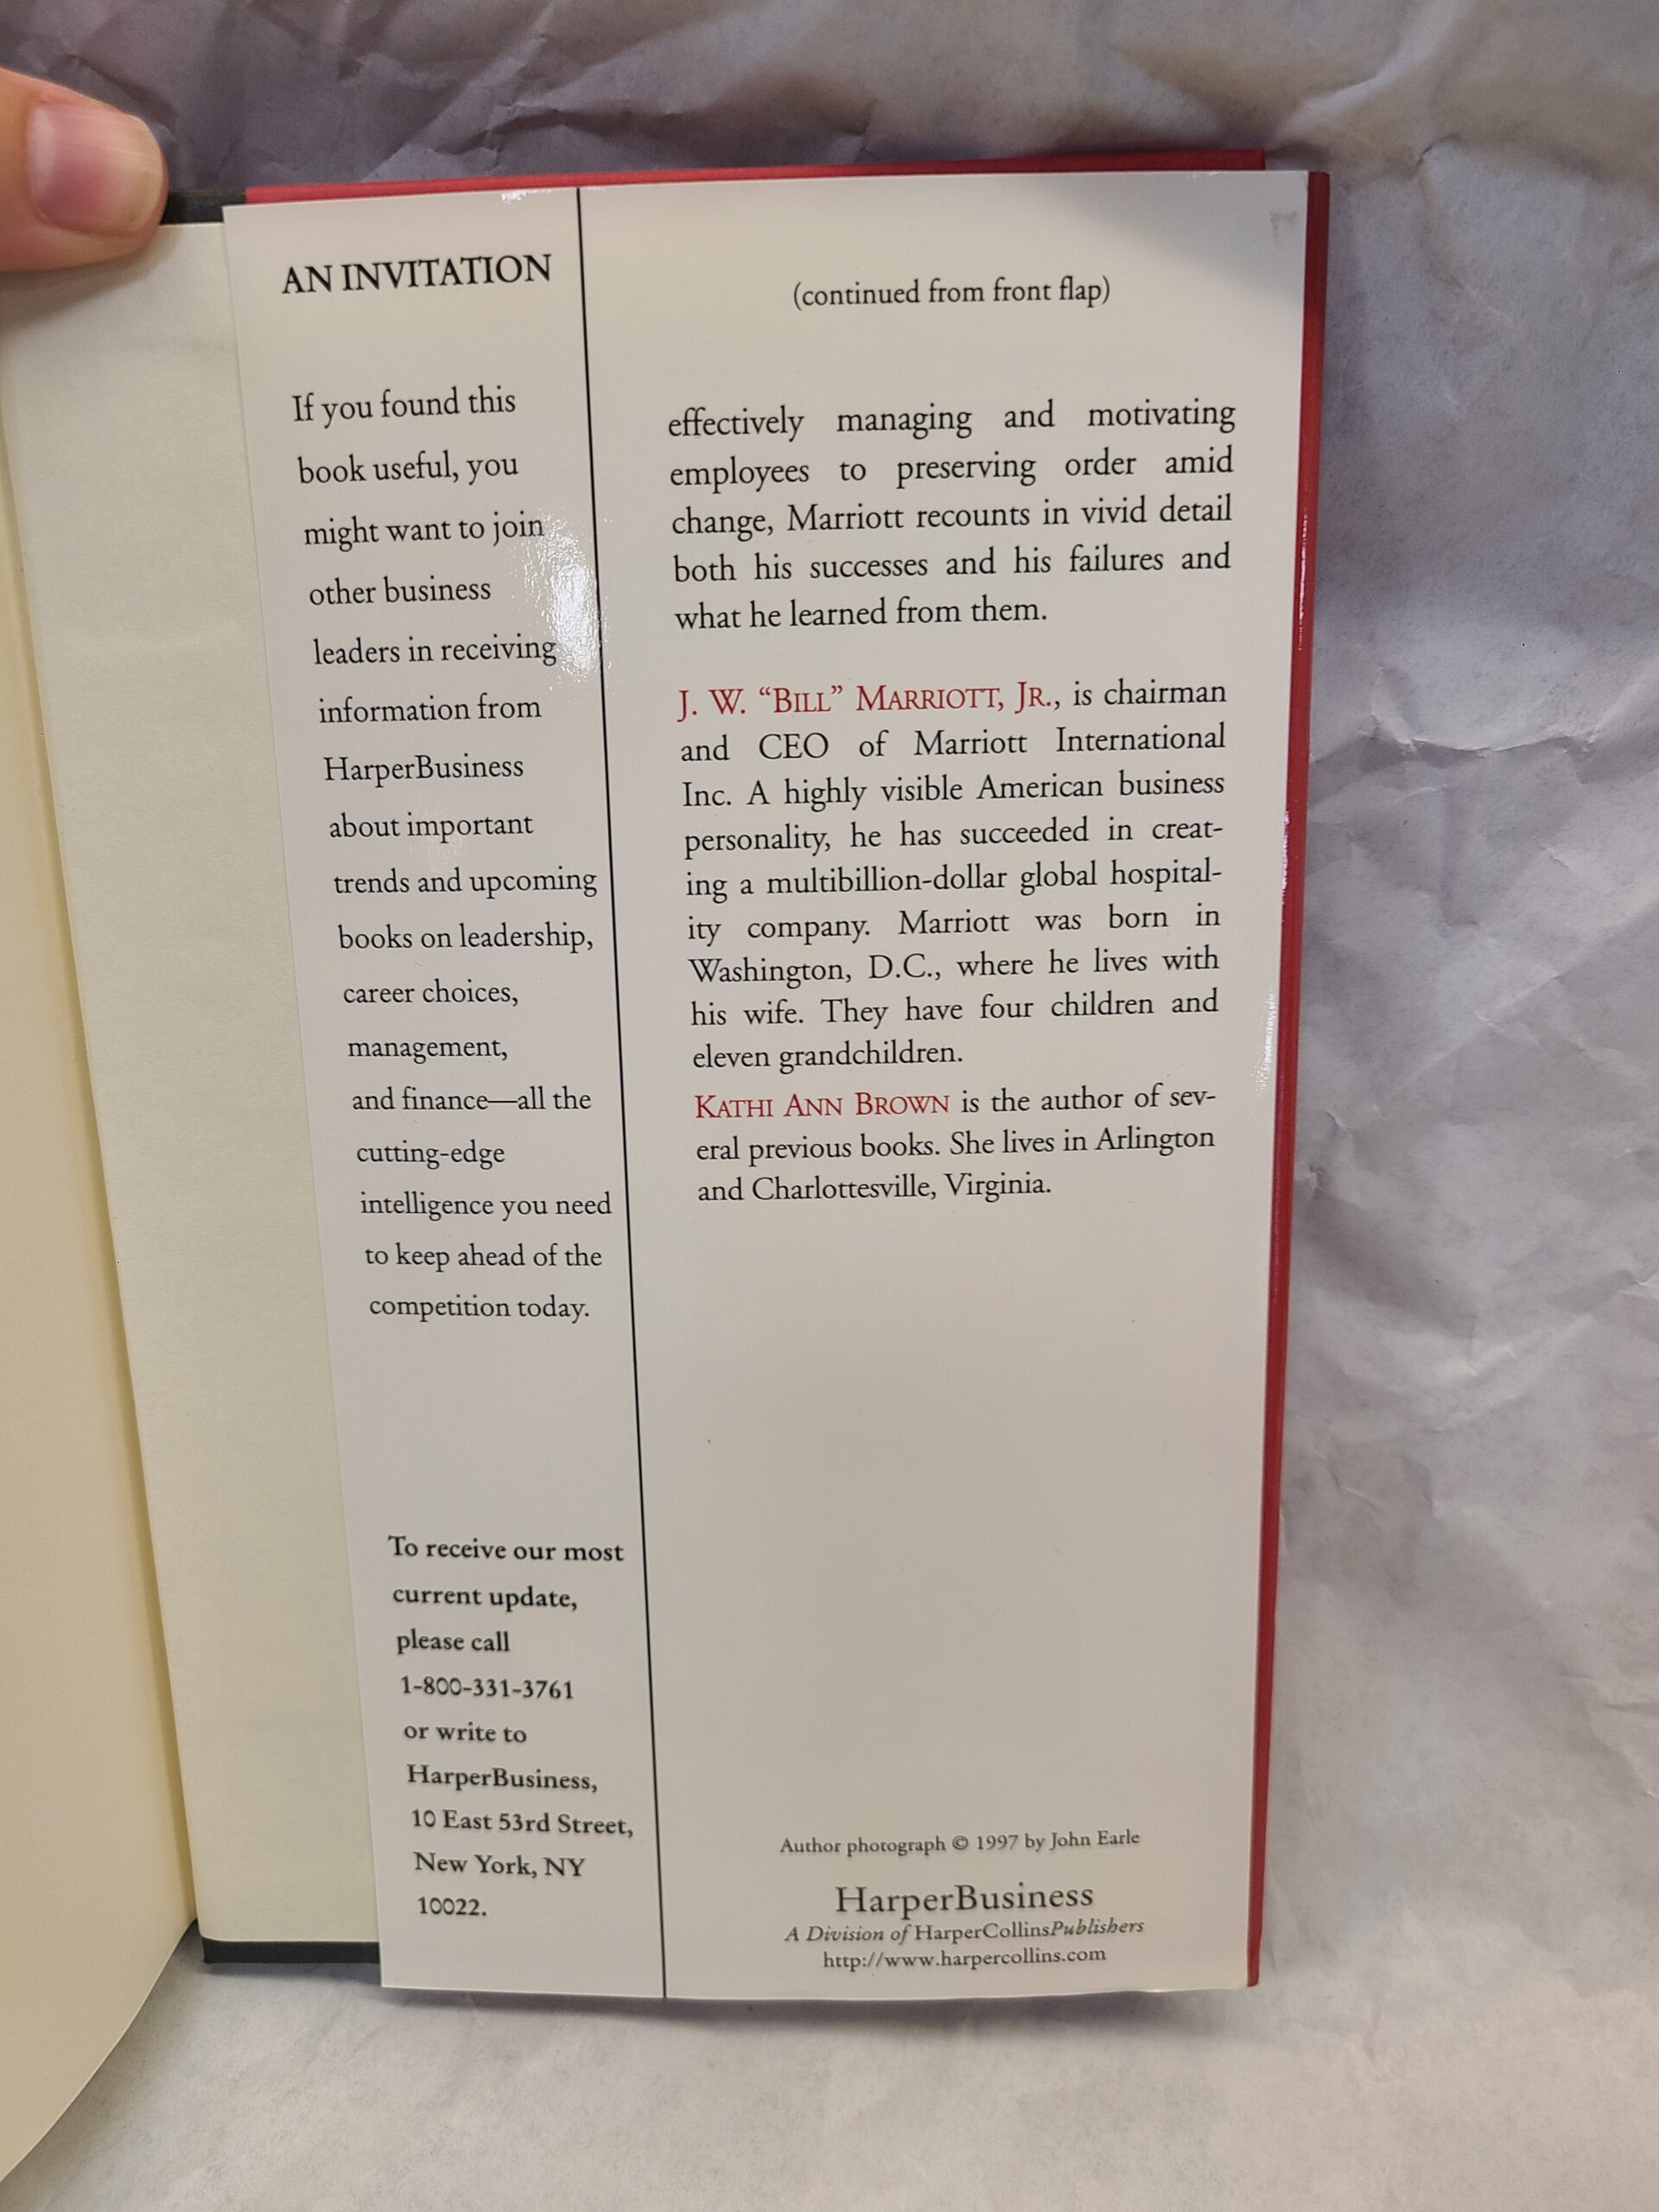 AN INVITATION
If you found this
book useful, you
might want to join
other business
leaders in receiving
information from
HarperBusiness
about important
trends and upcoming
books on leadership,
career choices,
management,
and finance—all the
cutting-edge
intelligence you need
to keep ahead of the
competition today.
To receive our most
current update,
please call
1-800-331-3761
or write to
HarperBusiness,
10 East 53rd Street,
New York, NY
10022.
(continued from front flap)
effectively managing and motivating
employees to preserving order amid
change, Marriott recounts in vivid detail
both his successes and his failures and
what he learned from them.
J. W. “BILL” MARRIOTT, JR., is chairman
and CEO of Marriott International
Inc. A highly visible American business
personality, he has succeeded in creat-
ing a multibillion-dollar global hospital-
ity company. Marriott was born in
Washington, D.C., where he lives with
his wife. They have four children and
eleven grandchildren.
KATHI ANN BROWN is the author of sev-
eral previous books. She lives in Arlington
and Charlottesville, Virginia.
Author photograph © 1997 by John Earle
HarperBusiness
A Division of HarperCollinsPublishers
http://www.harpercollins.com